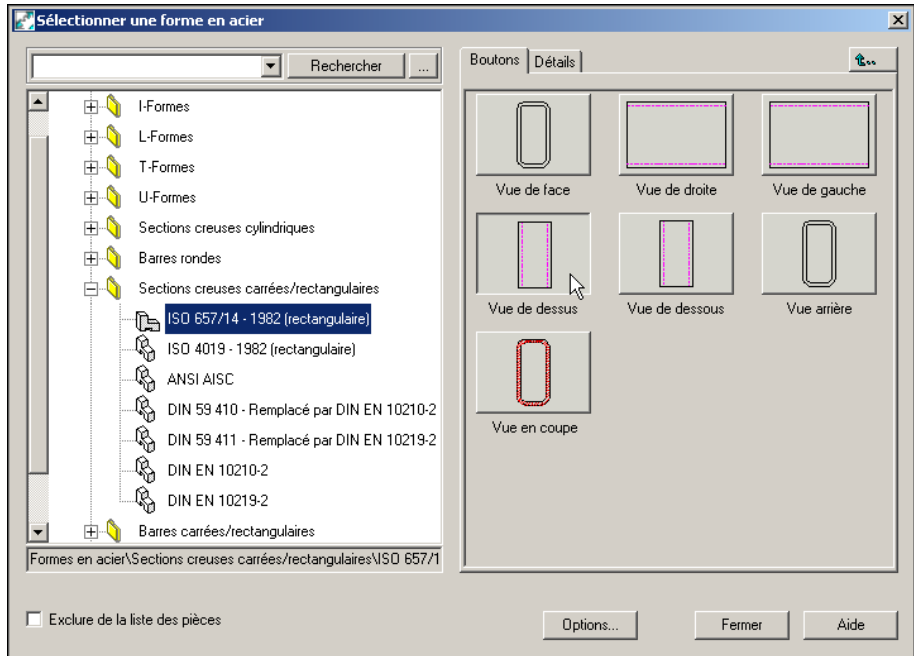 Sélectionner une forme en acier
Rechercher ...
I-Formes
L-Formes
T-Formes
U-Formes
Sections creuses cylindriques
Barres rondes
Sections creuses carrées/rectangulaires
ISO 657/14 - 1982 (rectangulaire)
ISO 4019 - 1982 (rectangulaire)
ANSI AISC
DIN 59 410 - Remplacé par DIN EN 10210-2
DIN 59 411 - Remplacé par DIN EN 10219-2
DIN EN 10210-2
DIN EN 10219-2
Barres carrées/rectangulaires
Formes en acier\Sections creuses carrées/rectangulaires\ISO 657/1
Boutons Détails
Vue de face Vue de droite Vue de gauche
Vue de dessus Vue de dessous Vue arrière
Vue en coupe
Exclure de la liste des pièces
Options... Fermer Aide